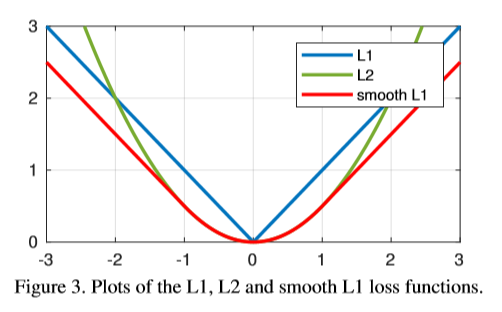 3
L1
L2
smooth L1
2
1
0
-3 -2 -1 0 1 2 3
Figure 3. Plots of the L1, L2 and smooth L1 loss functions.